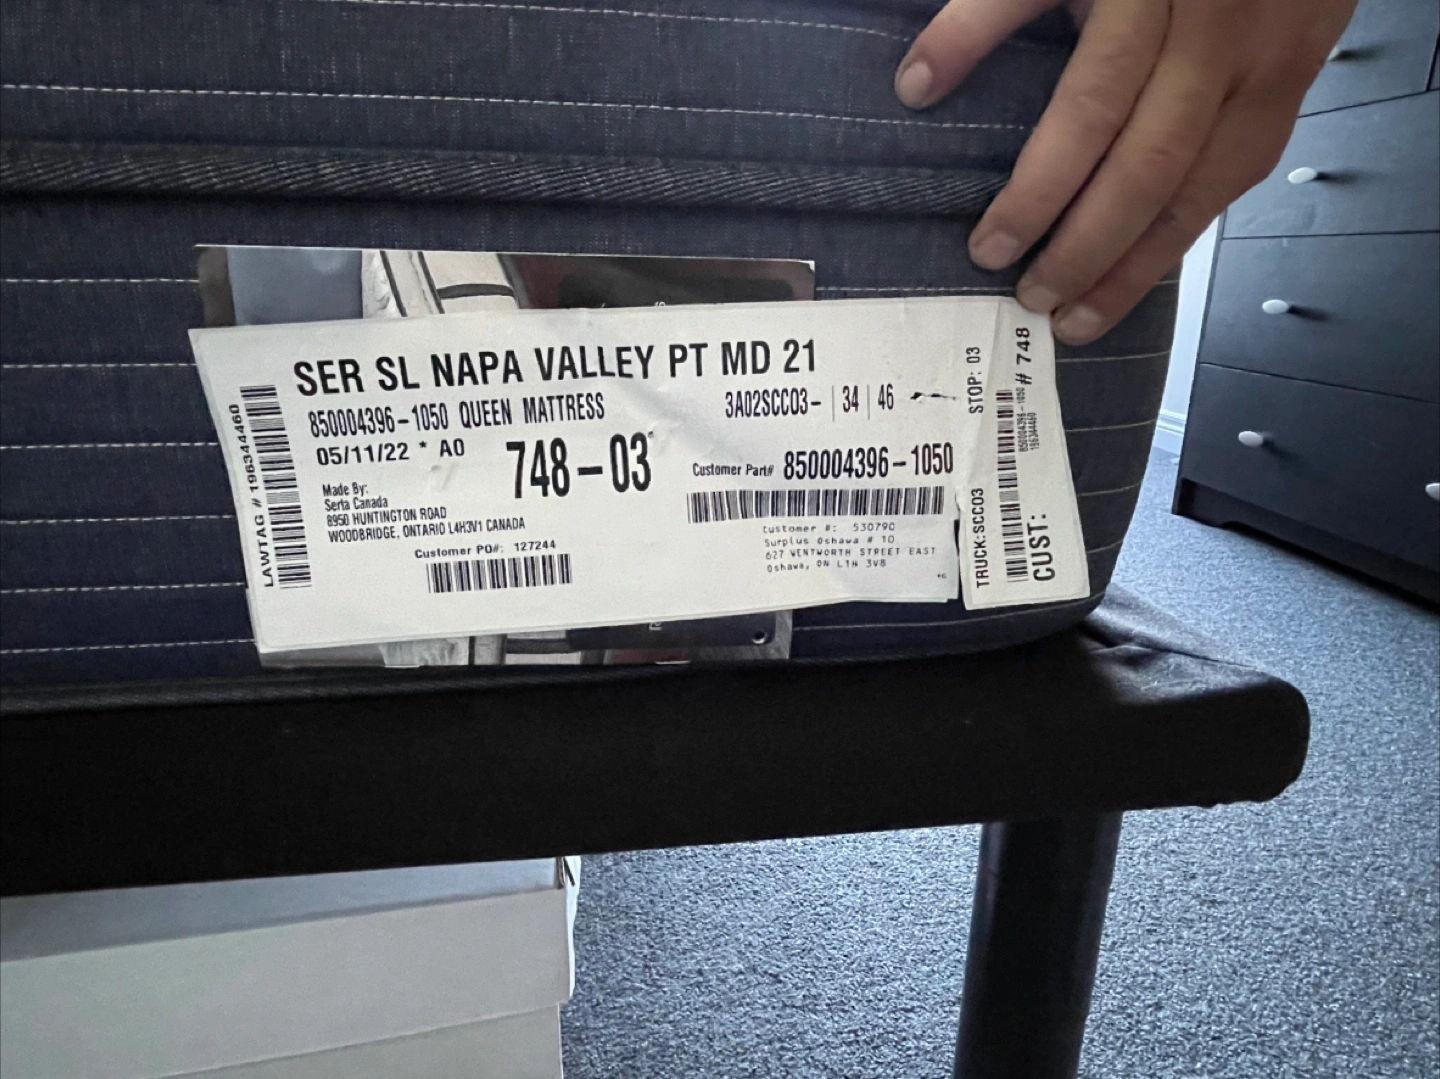 SER SL NAPA VALLEY PT MD 21
850004396-1050 QUEEN MATTRESS
3A02SCC03- | 34 | 46
05/11/22 * A0
748-03
Customer Part# 850004396-1050
Made By:
Serta Canada
8950 HUNTINGTON ROAD
WOODBRIDGE, ONTARIO L4H3V1 CANADA
Customer PO#: 127244
Customer #: 530790
Surplus Oshawa # 10
627 WENTWORTH STREET EAST
Oshawa, ON L1H 3V8
LAWTAG # 196344460
TRUCK:SCC03 STOP: 03
850004396-1050
196344460
CUST: # 748